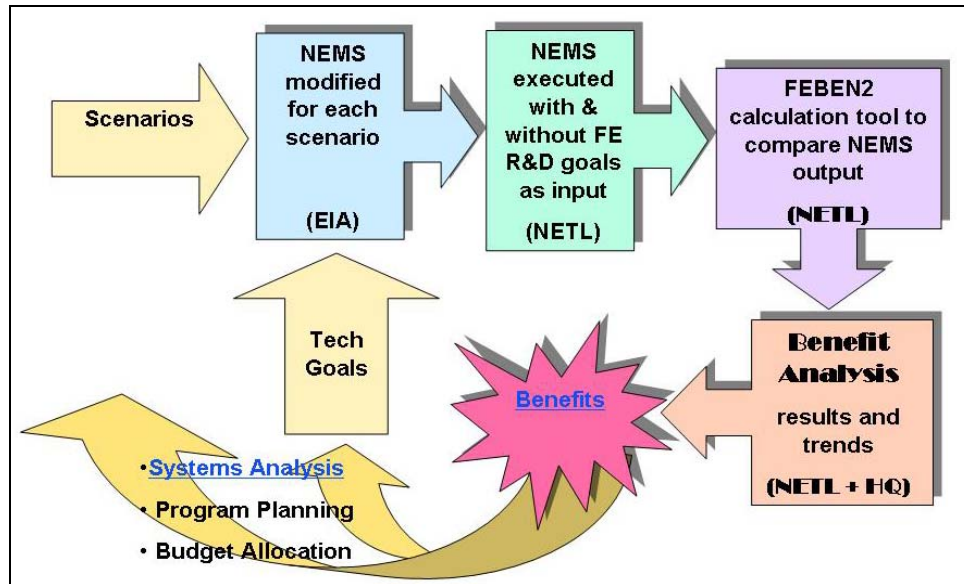 Scenarios
NEMS
modified
for each
scenario
(EIA)
NEMS
executed
with &
without FE
R&D goals
as input
(NETL)
FEBEN2
calculation tool to
compare NEMS
output
(NETL)
Benefit
Analysis
results and
trends
(NETL + HQ)
Benefits
Tech
Goals
•Systems Analysis
• Program Planning
• Budget Allocation